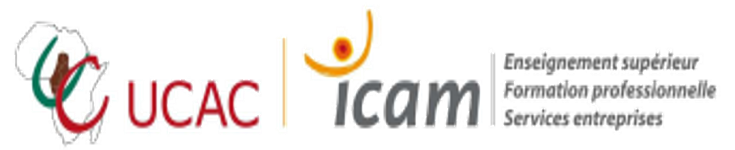 UCAC
icam
Enseignement supérieur
Formation professionnelle
Services entreprises